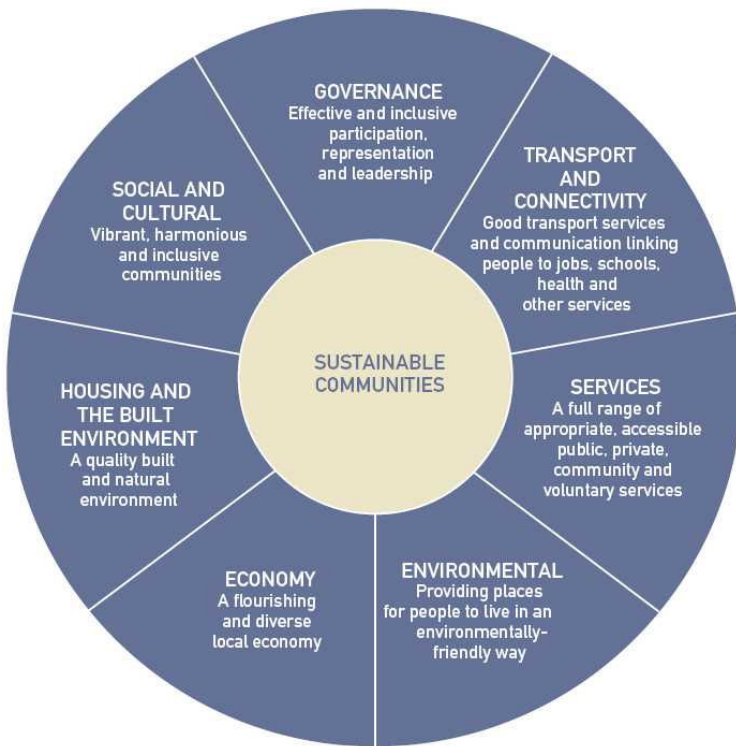 GOVERNANCE
Effective and inclusive
participation,
representation
and leadership
TRANSPORT
AND
CONNECTIVITY
Good transport services
and communication linking
people to jobs, schools,
health and
other services
SERVICES
A full range of
appropriate, accessible
public, private,
community and
voluntary services
ENVIRONMENTAL
Providing places
for people to live in an
environmentally-
friendly way
ECONOMY
A flourishing
and diverse
local economy
HOUSING AND
THE BUILT
ENVIRONMENT
A quality built
and natural
environment
SOCIAL AND
CULTURAL
Vibrant, harmonious
and inclusive
communities
SUSTAINABLE
COMMUNITIES